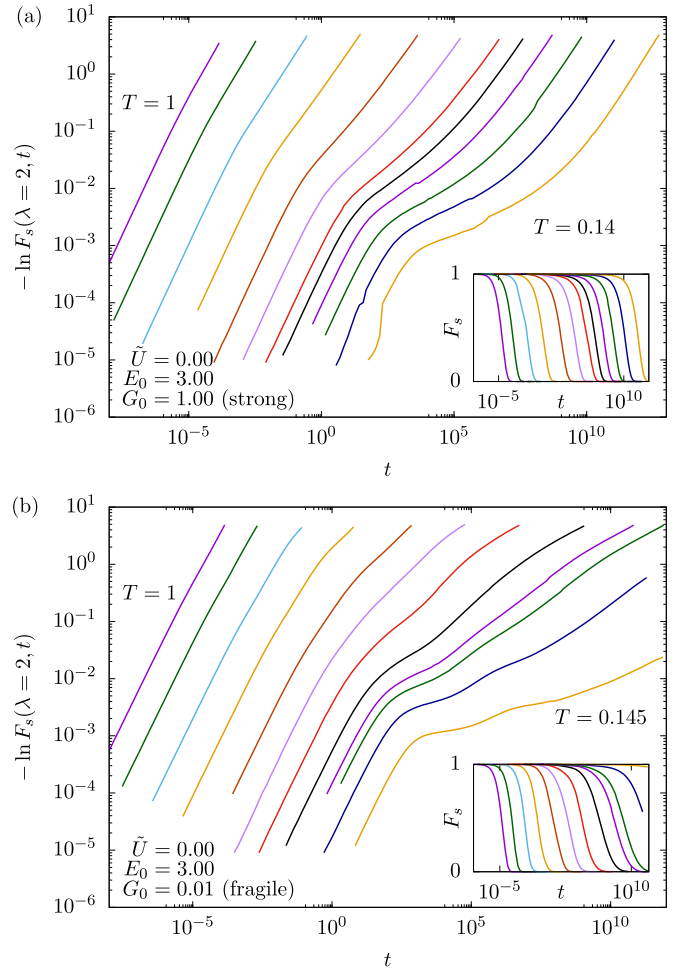 (a)
10^1
10^0
10^{-1}
10^{-2}
10^{-3}
10^{-4}
10^{-5}
10^{-6}
− ln F_s(λ = 2, t)
T = 1
T = 0.14
Ũ = 0.00
E_0 = 3.00
G_0 = 1.00 (strong)
1
F_s
0
10^{-5} t 10^{10}
10^{-5} 10^0 10^5 10^{10}
t
(b)
10^1
10^0
10^{-1}
10^{-2}
10^{-3}
10^{-4}
10^{-5}
10^{-6}
− ln F_s(λ = 2, t)
T = 1
T = 0.145
Ũ = 0.00
E_0 = 3.00
G_0 = 0.01 (fragile)
1
F_s
0
10^{-5} t 10^{10}
10^{-5} 10^0 10^5 10^{10}
t